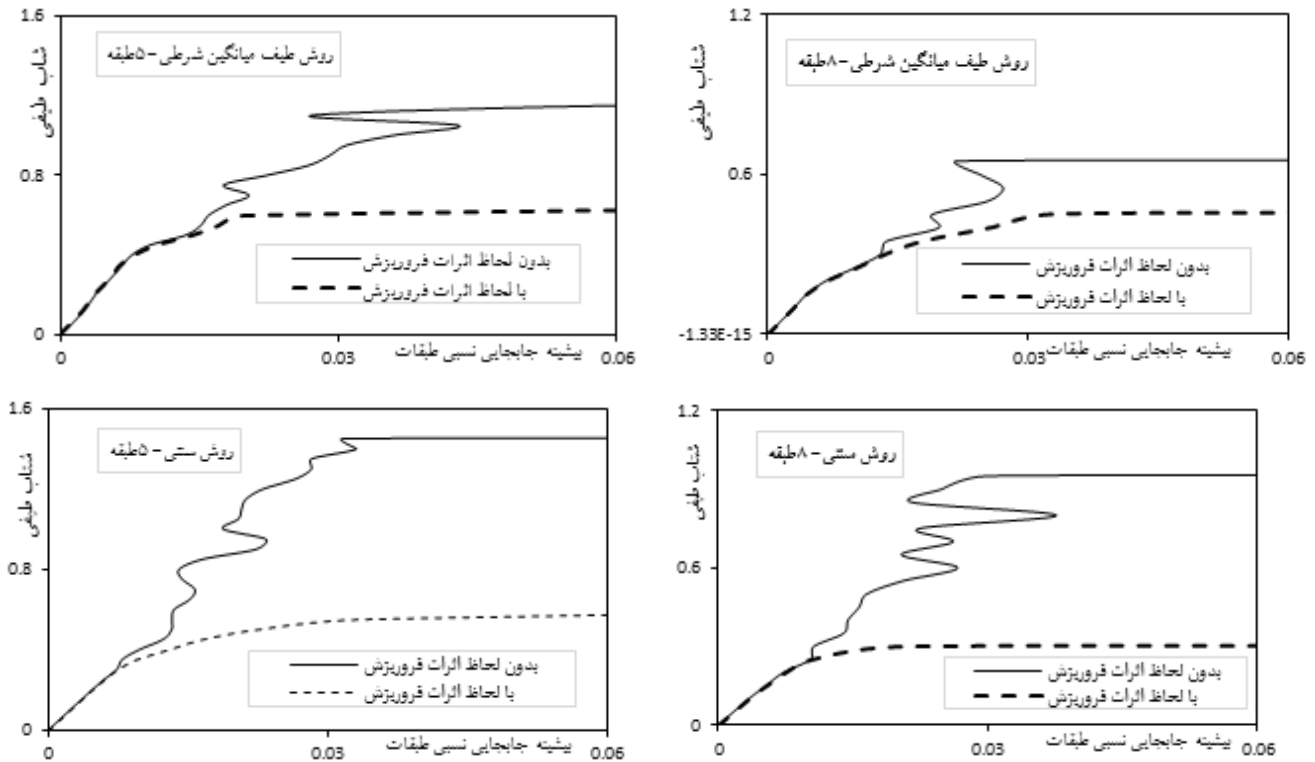 1.6
روش طیف میانگین شرطی-۵طبقه
شتاب طیفی
0.8
بدون لحاظ اثرات فروریزش
با لحاظ اثرات فروریزش
0
بیشینه جابجایی نسبی طبقات
0
0.03
0.06
1.2
روش طیف میانگین شرطی-۸طبقه
شتاب طیفی
0.6
بدون لحاظ اثرات فروریزش
با لحاظ اثرات فروریزش
-1.33E-15
بیشینه جابجایی نسبی طبقات
0
0.03
0.06
1.6
روش سنتی-۵طبقه
شتاب طیفی
0.8
بدون لحاظ اثرات فروریزش
با لحاظ اثرات فروریزش
0
بیشینه جابجایی نسبی طبقات
0
0.03
0.06
1.2
روش سنتی-۸طبقه
شتاب طیفی
0.6
بدون لحاظ اثرات فروریزش
با لحاظ اثرات فروریزش
0
بیشینه جابجایی نسبی طبقات
0
0.03
0.06